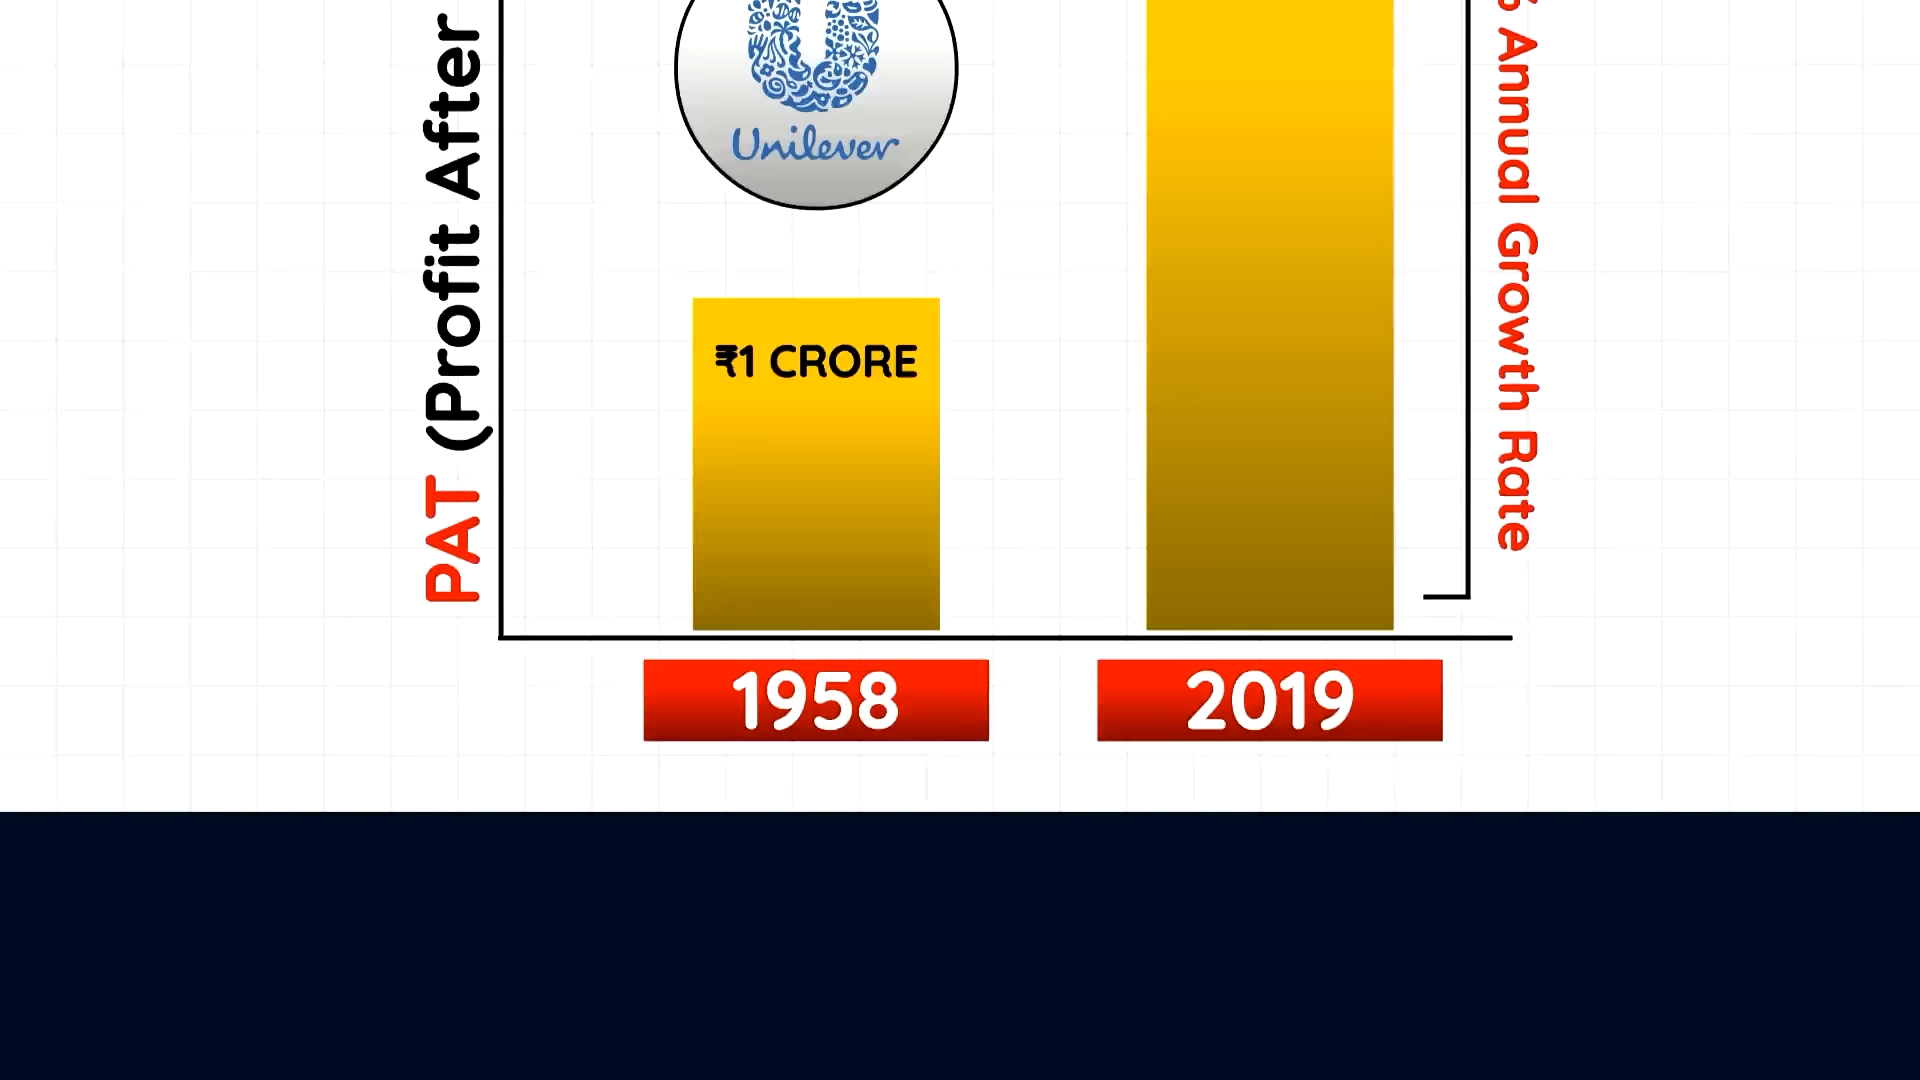 PAT (Profit After
Unilever
₹1 CRORE
Annual Growth Rate
1958
2019